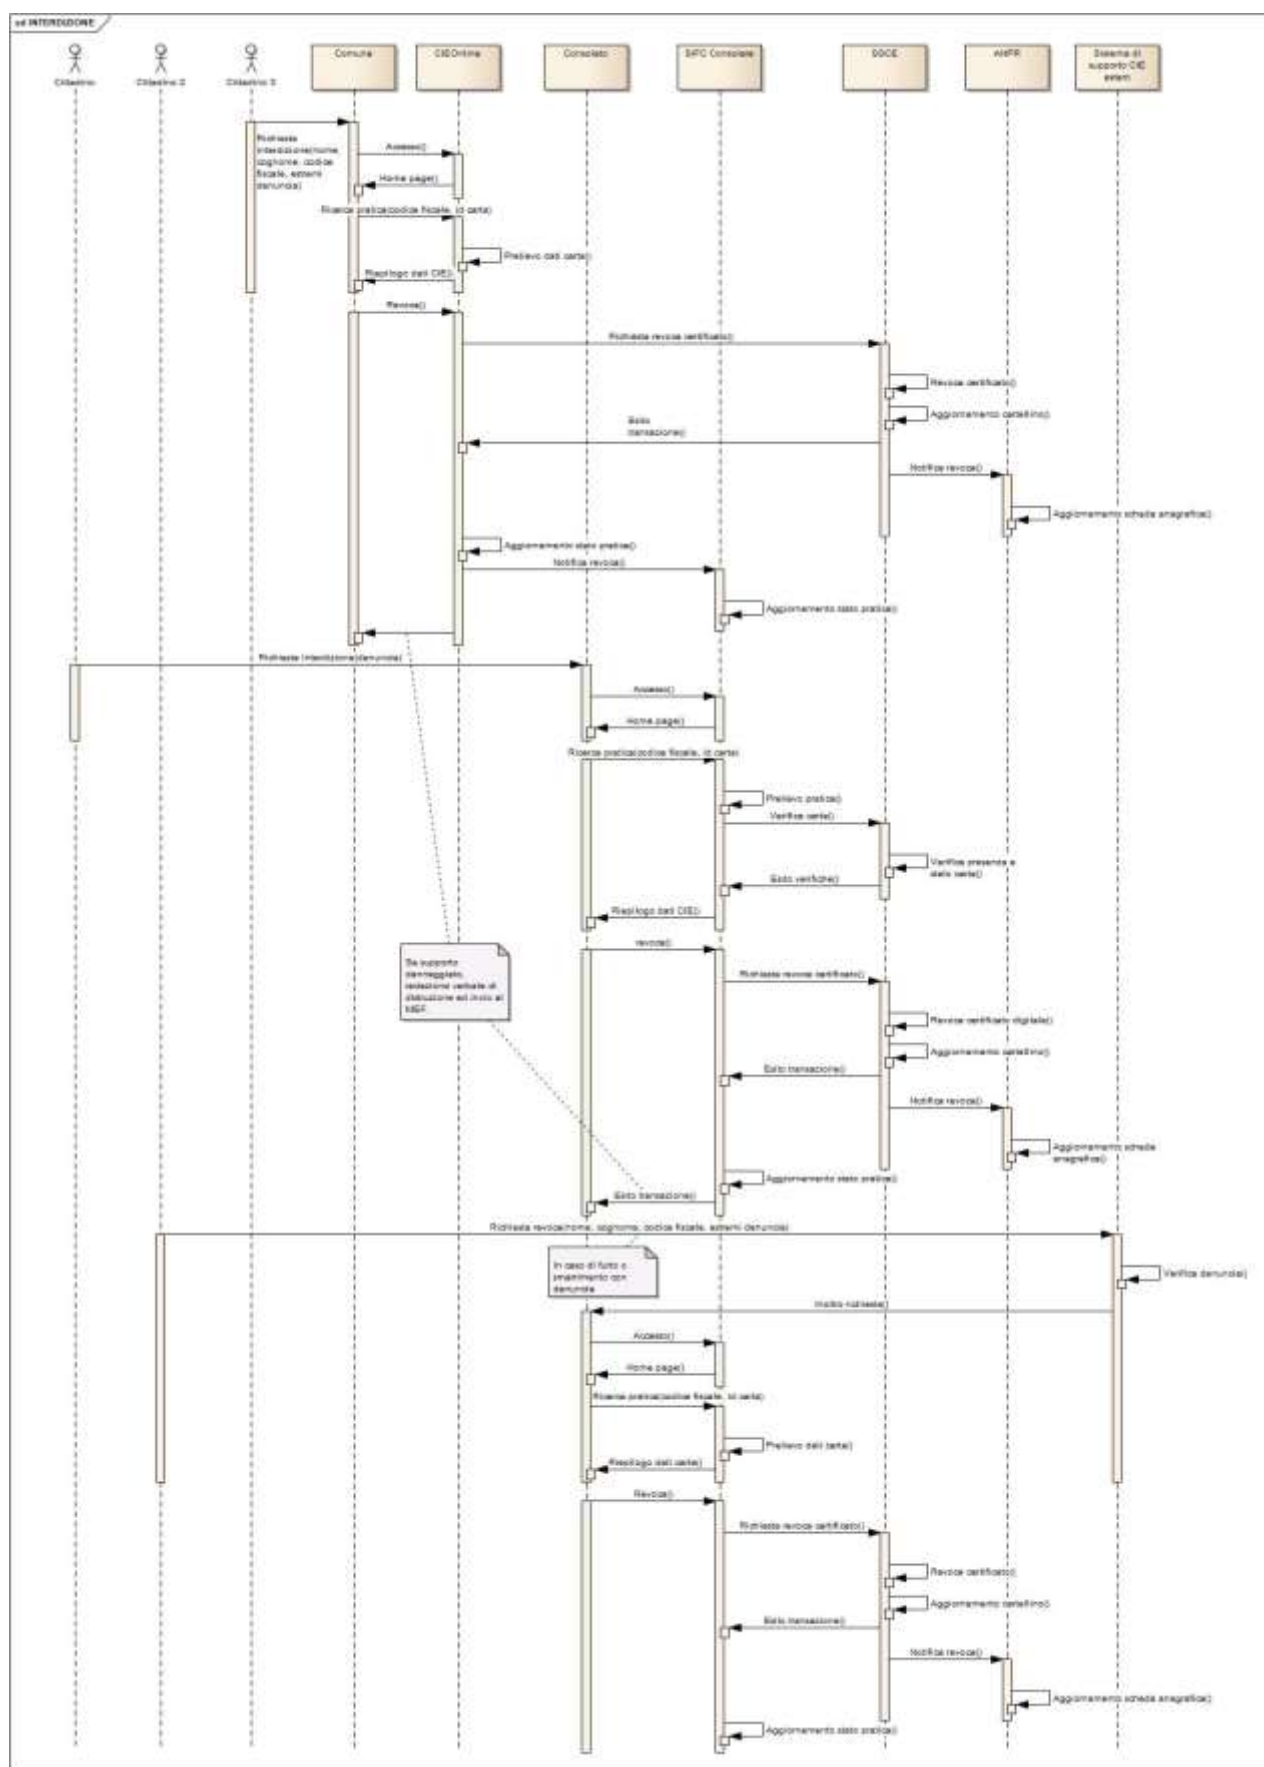 sd INTERDIZIONE
Cittadino
Cittadino 2
Cittadino 3
Comune
CIEOnline
Consolato
SIFC Consolare
SSCE
ANPR
Sistema di
supporto CIE
esteri
Richiesta
interdizione(nome,
cognome, codice
fiscale, estremi
denuncia)
Accesso()
Home page()
Ricerca pratica(codice fiscale, id carta)
Prelievo dati carta()
Riepilogo dati CIE()
Revoca()
Richiesta revoca certificato()
Revoca certificato()
Aggiornamento cartellino()
Esito
transazione()
Notifica revoca()
Aggiornamento scheda anagrafica()
Aggiornamento stato pratica()
Notifica revoca()
Aggiornamento stato pratica()
Richiesta interdizione(denuncia)
Accesso()
Home page()
Ricerca pratica(codice fiscale, id carta)
Prelievo pratica()
Verifica carta()
Verifica presenza e
stato carta()
Esito verifiche()
Riepilogo dati CIE()
revoca()
Se supporto
danneggiato,
redazione verbale di
distruzione ed invio al
MEF.
Richiesta revoca certificato()
Revoca certificato digitale()
Aggiornamento cartellino()
Esito transazione()
Notifica revoca()
Aggiornamento scheda
anagrafica()
Aggiornamento stato pratica()
Esito transazione()
Richiesta revoca(nome, cognome, codice fiscale, estremi denuncia)
In caso di furto o
smarrimento con
denuncia
Verifica denuncia()
Inoltro richiesta()
Accesso()
Home page()
Ricerca pratica(codice fiscale, id carta)
Prelievo dati carta()
Riepilogo dati carta()
Revoca()
Richiesta revoca certificato()
Revoca certificato()
Aggiornamento cartellino()
Esito transazione()
Notifica revoca()
Aggiornamento scheda anagrafica()
Aggiornamento stato pratica()